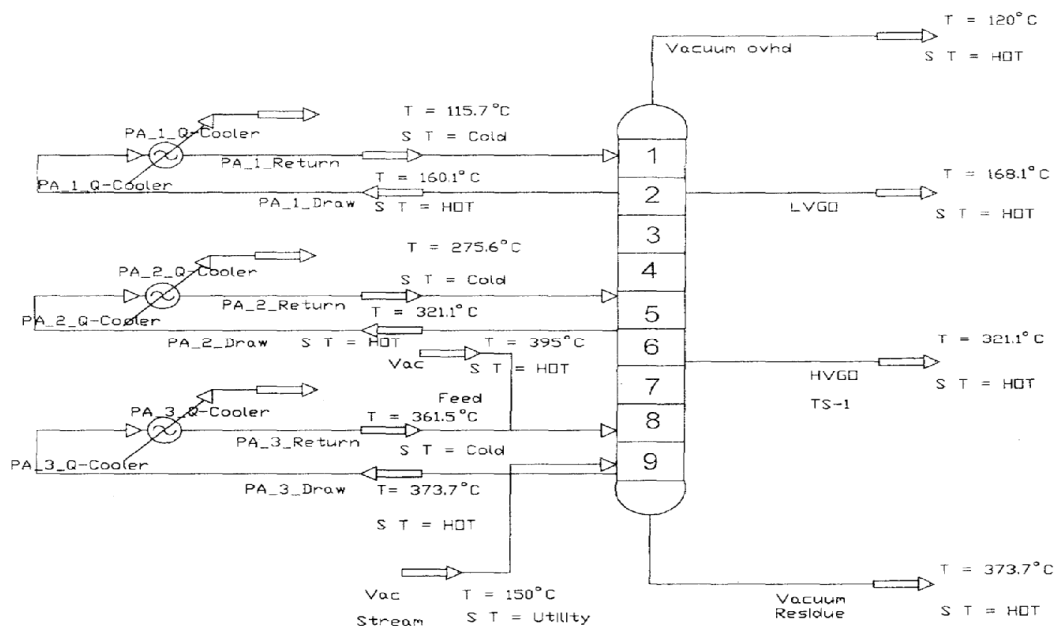 T = 120°C
Vacuum ovhd
S T = HOT
T = 115.7°C
PA_1_Q-Cooler
S T = Cold
PA_1_Return
1
T = 160.1°C
T = 168.1°C
PA_1_Q-Cooler
PA_1_Draw
S T = HOT
2
LVGO
S T = HOT
3
T = 275.6°C
PA_2_Q-Cooler
S T = Cold
4
PA_2_Return
T = 321.1°C
5
PA_2_Q-Cooler
PA_2_Draw
S T = HOT
T = 395°C
6
T = 321.1°C
Vac
S T = HOT
HVGO
S T = HOT
7
Feed
TS-1
PA_3_Q-Cooler
T = 361.5°C
8
PA_3_Return
S T = Cold
PA_3_Q-Cooler
9
PA_3_Draw
T= 373.7°C
S T = HOT
T = 373.7°C
Vac
T = 150°C
Vacuum
Residue
S T = HOT
Stream
S T = Utility